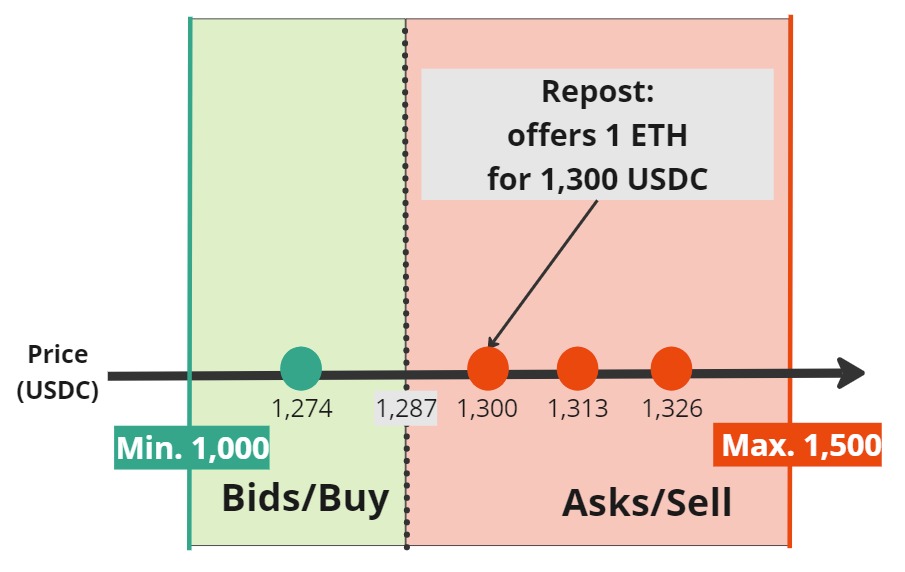 Repost:
offers 1 ETH
for 1,300 USDC
Price
(USDC)
1,274
1,287
1,300
1,313
1,326
Min. 1,000
Max. 1,500
Bids/Buy
Asks/Sell